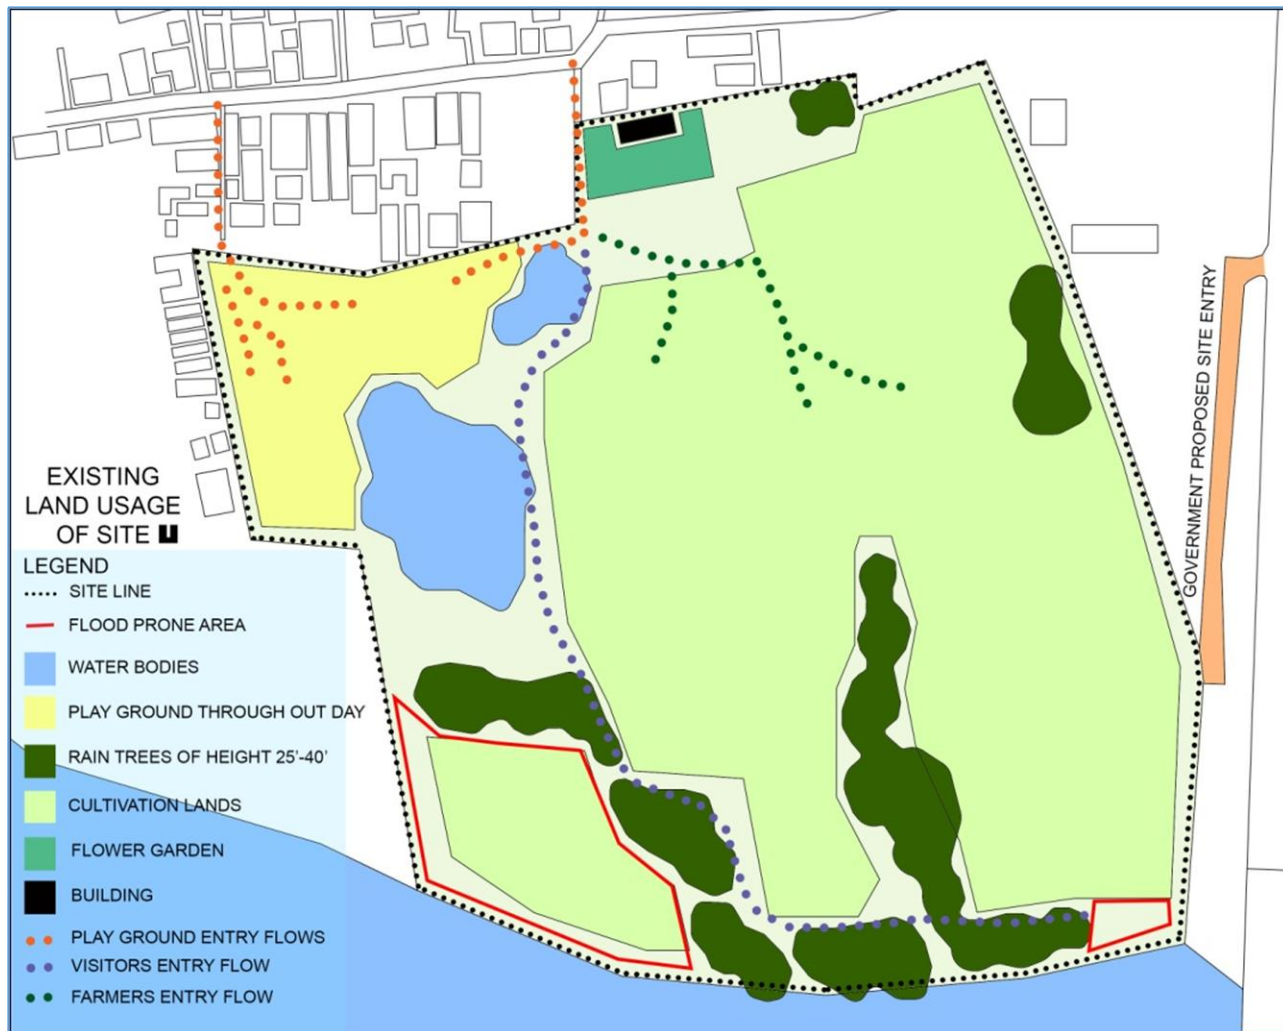 GOVERNMENT PROPOSED SITE ENTRY
EXISTING
LAND USAGE
OF SITE
LEGEND
SITE LINE
FLOOD PRONE AREA
WATER BODIES
PLAY GROUND THROUGH OUT DAY
RAIN TREES OF HEIGHT 25'-40'
CULTIVATION LANDS
FLOWER GARDEN
BUILDING
PLAY GROUND ENTRY FLOWS
VISITORS ENTRY FLOW
FARMERS ENTRY FLOW